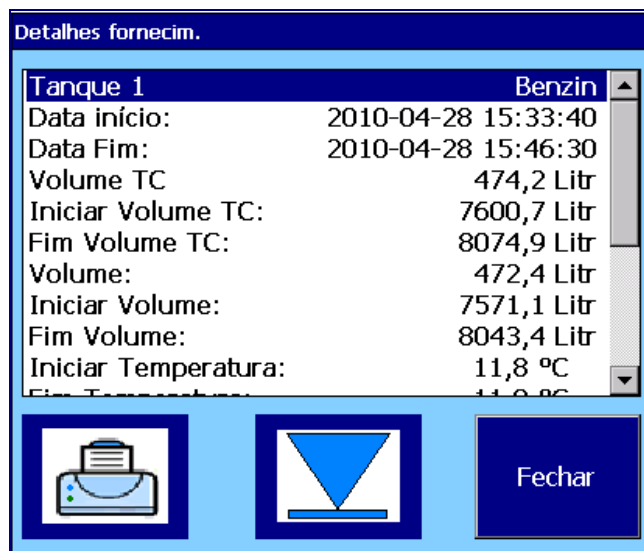 Detalhes fornecim.
Tanque 1 Benzin
Data início: 2010-04-28 15:33:40
Data Fim: 2010-04-28 15:46:30
Volume TC 474,2 Litr
Iniciar Volume TC: 7600,7 Litr
Fim Volume TC: 8074,9 Litr
Volume: 472,4 Litr
Iniciar Volume: 7571,1 Litr
Fim Volume: 8043,4 Litr
Iniciar Temperatura: 11,8 ºC
Fim Temperatura:
Fechar